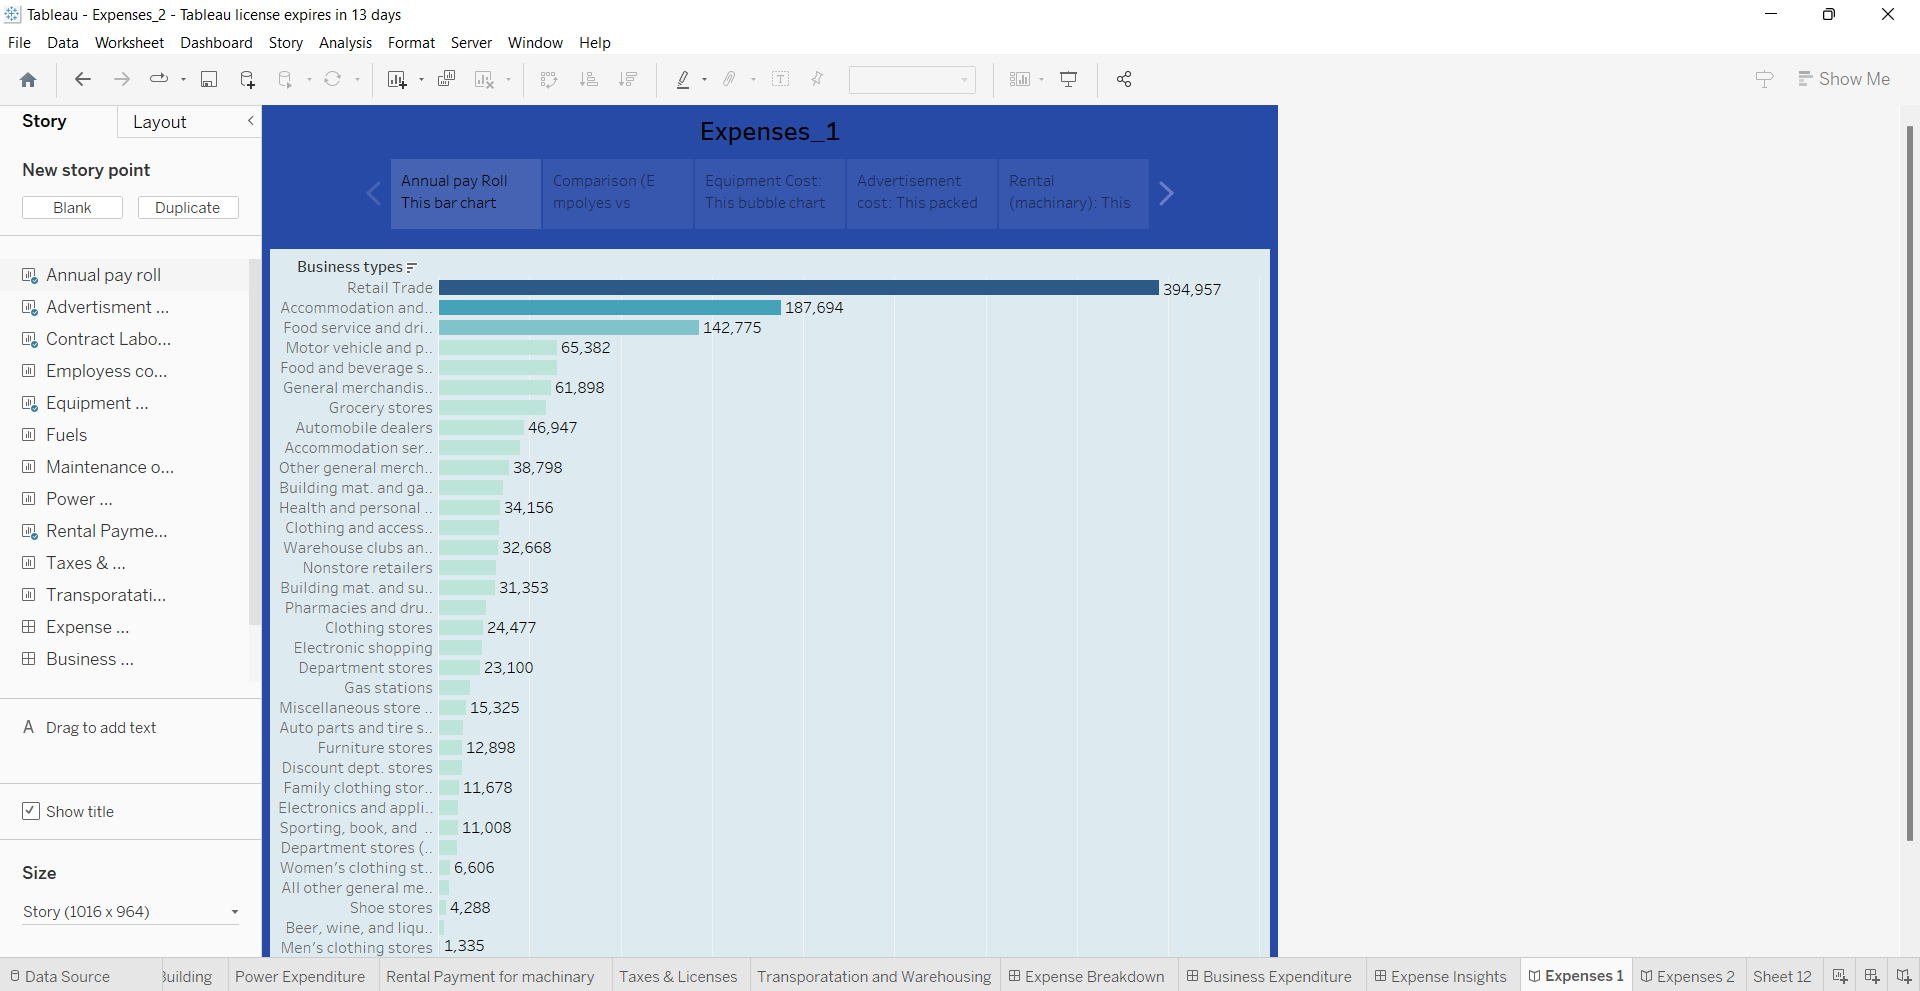 Tableau - Expenses_2 - Tableau license expires in 13 days
File Data Worksheet Dashboard Story Analysis Format Server Window Help
Show Me
Story Layout
New story point
Blank Duplicate
Annual pay roll
Advertisment ...
Contract Labo...
Employess co...
Equipment ...
Fuels
Maintenance o...
Power ...
Rental Payme...
Taxes & ...
Transporatati...
Expense ...
Business ...
A Drag to add text
Show title
Size
Story (1016 x 964)
Expenses_1
Annual pay Roll
This bar chart
Comparison (E
mpolyes vs
Equipment Cost:
This bubble chart
Advertisement
cost: This packed
Rental
(machinary): This
Business types
Retail Trade 394,957
Accommodation and.. 187,694
Food service and dri.. 142,775
Motor vehicle and p.. 65,382
Food and beverage s..
General merchandis.. 61,898
Grocery stores
Automobile dealers 46,947
Accommodation ser..
Other general merch.. 38,798
Building mat. and ga..
Health and personal .. 34,156
Clothing and access..
Warehouse clubs an.. 32,668
Nonstore retailers
Building mat. and su.. 31,353
Pharmacies and dru..
Clothing stores 24,477
Electronic shopping
Department stores 23,100
Gas stations
Miscellaneous store .. 15,325
Auto parts and tire s..
Furniture stores 12,898
Discount dept. stores
Family clothing stor.. 11,678
Electronics and appli..
Sporting, book, and .. 11,008
Department stores (..
Women's clothing st.. 6,606
All other general me..
Shoe stores 4,288
Beer, wine, and liqu..
Men's clothing stores 1,335
Data Source Building Power Expenditure Rental Payment for machinary Taxes & Licenses Transporatation and Warehousing Expense Breakdown Business Expenditure Expense Insights Expenses 1 Expenses 2 Sheet 12